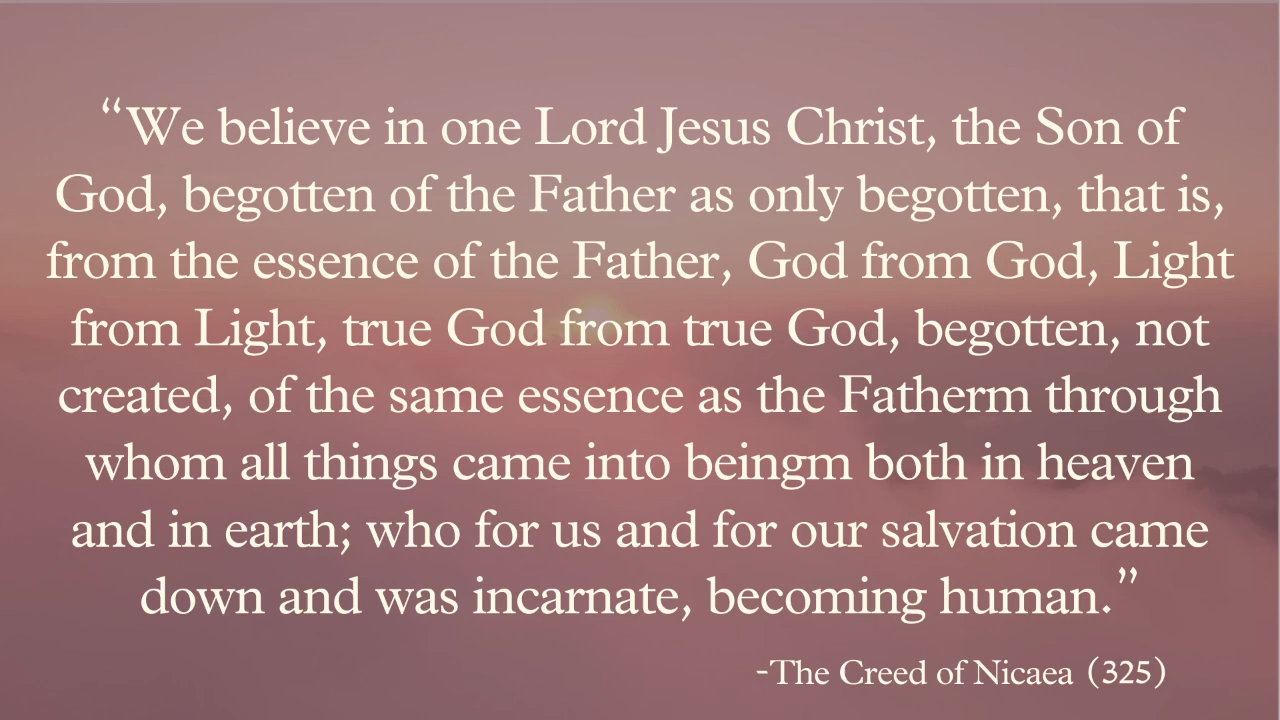 “We believe in one Lord Jesus Christ, the Son of
God, begotten of the Father as only begotten, that is,
from the essence of the Father, God from God, Light
from Light, true God from true God, begotten, not
created, of the same essence as the Fatherm through
whom all things came into beingm both in heaven
and in earth; who for us and for our salvation came
down and was incarnate, becoming human.”
-The Creed of Nicaea (325)